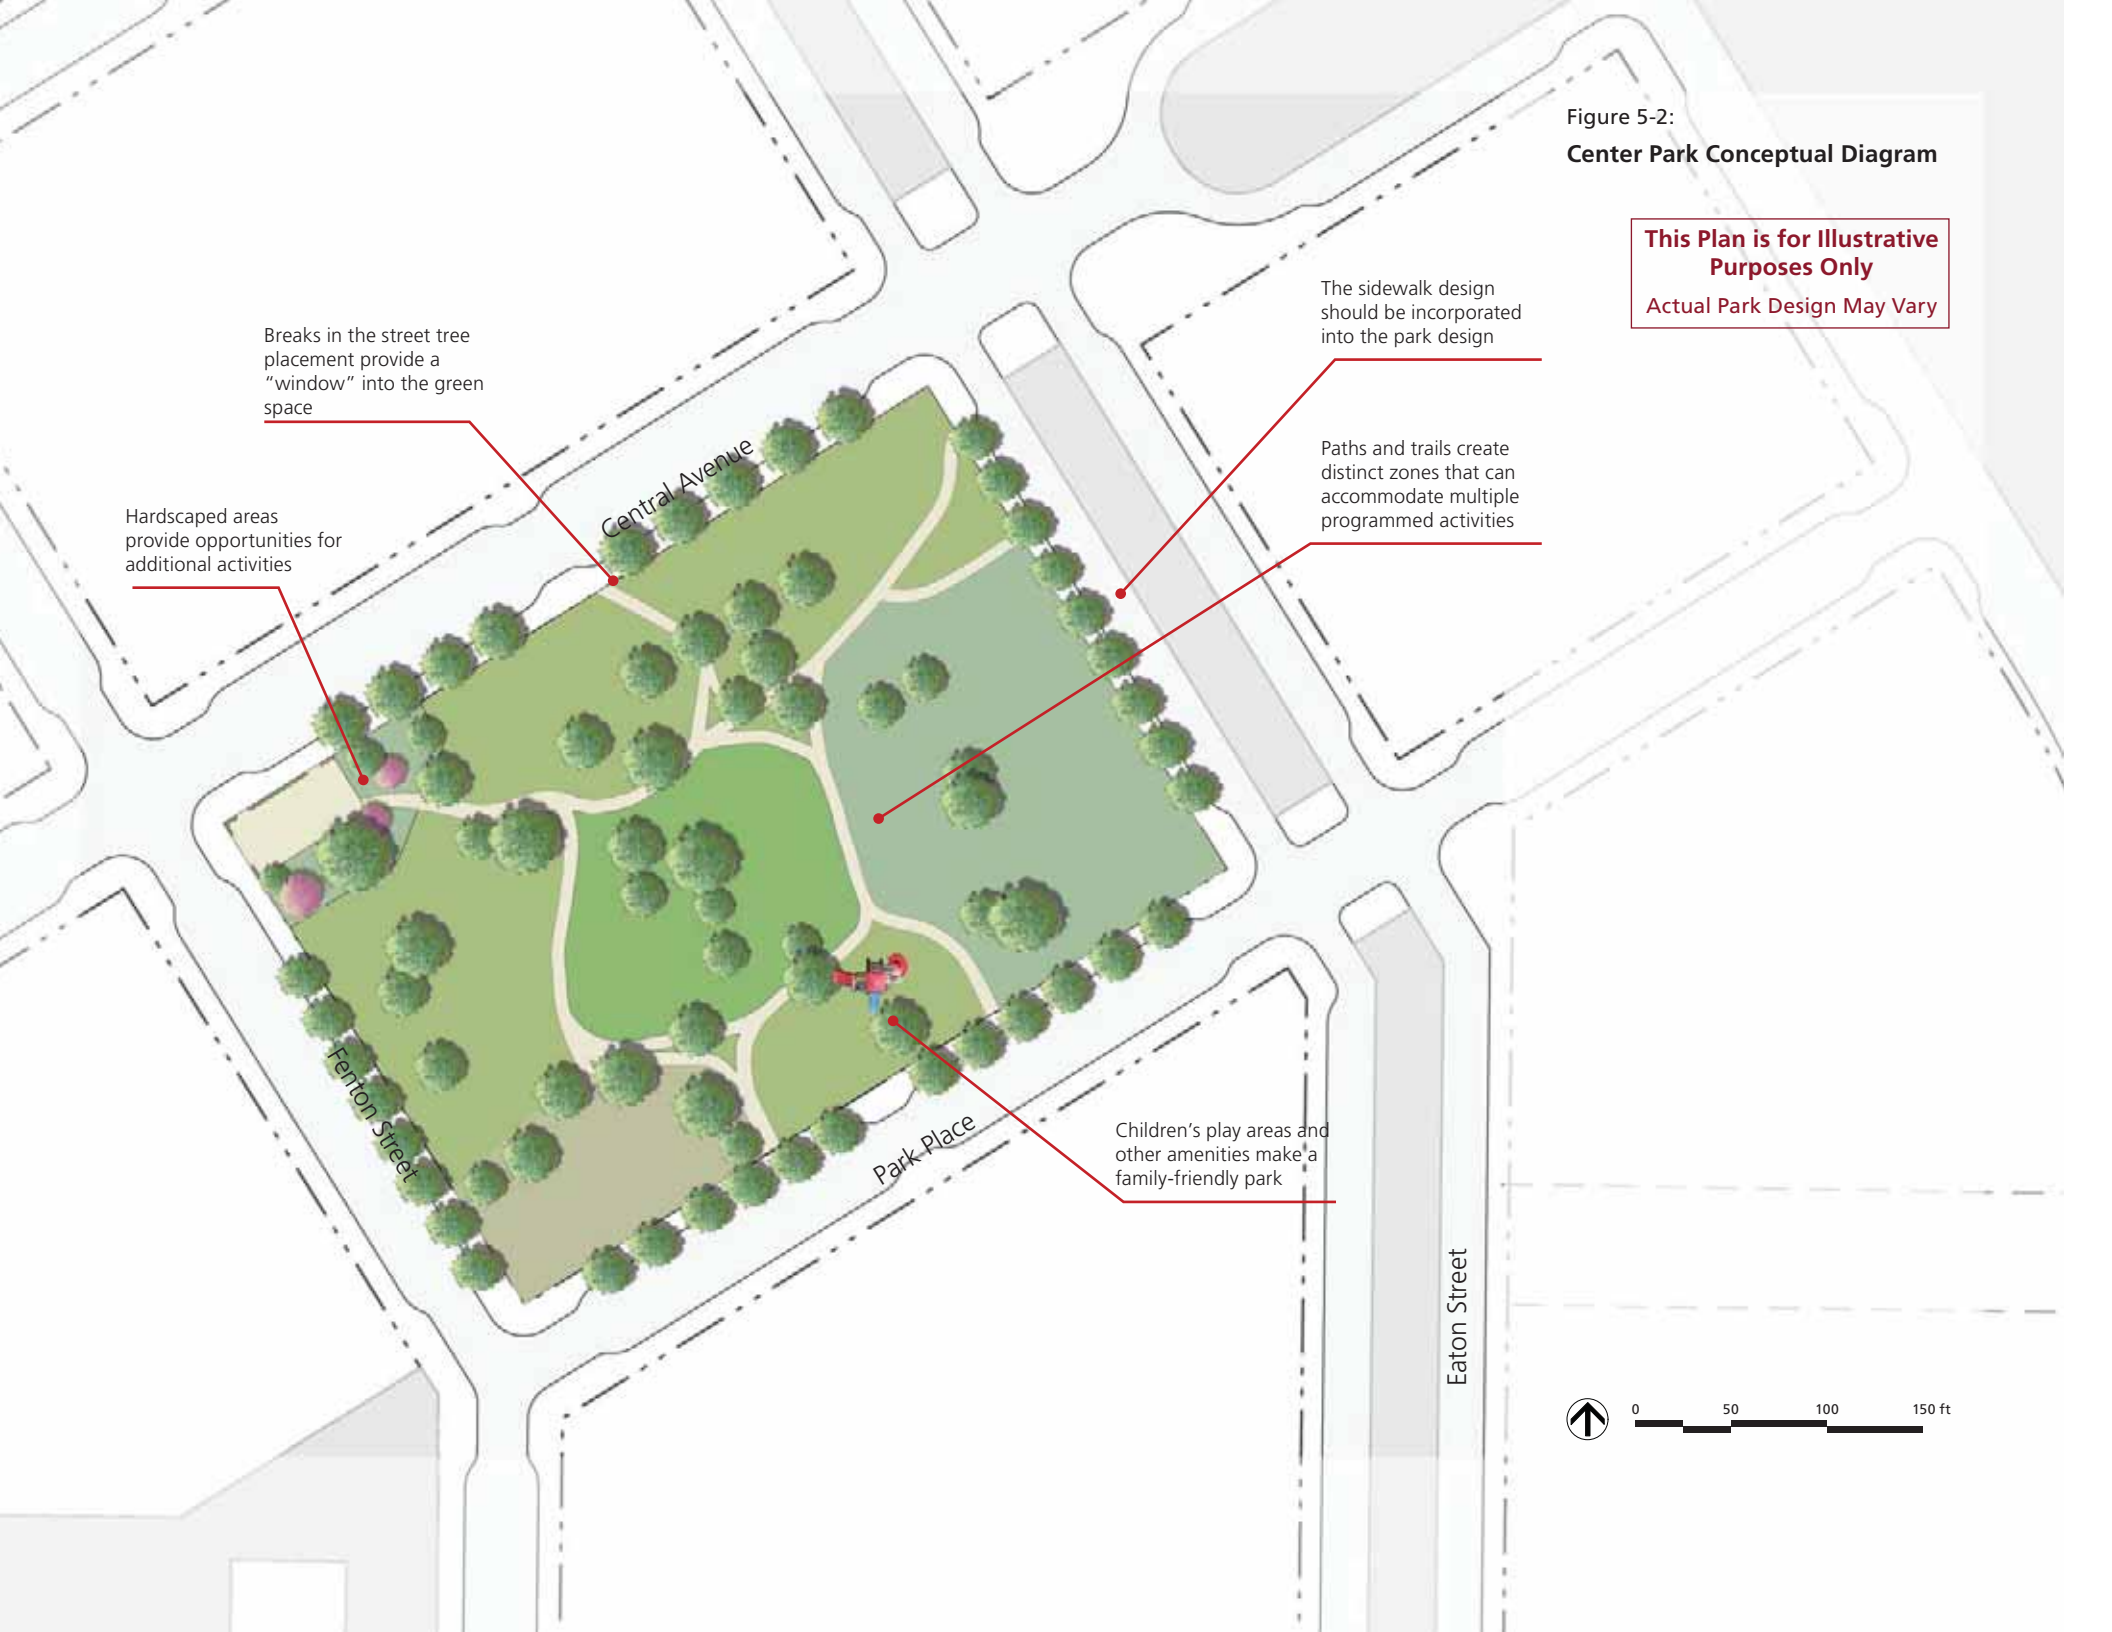 Figure 5-2:
Center Park Conceptual Diagram
This Plan is for Illustrative
Purposes Only
Actual Park Design May Vary
The sidewalk design
should be incorporated
into the park design
Breaks in the street tree
placement provide a
“window” into the green
space
Paths and trails create
distinct zones that can
accommodate multiple
programmed activities
Central Avenue
Hardscaped areas
provide opportunities for
additional activities
Fenton Street
Park Place
Children’s play areas and
other amenities make a
family-friendly park
Eaton Street
0 50 100 150 ft